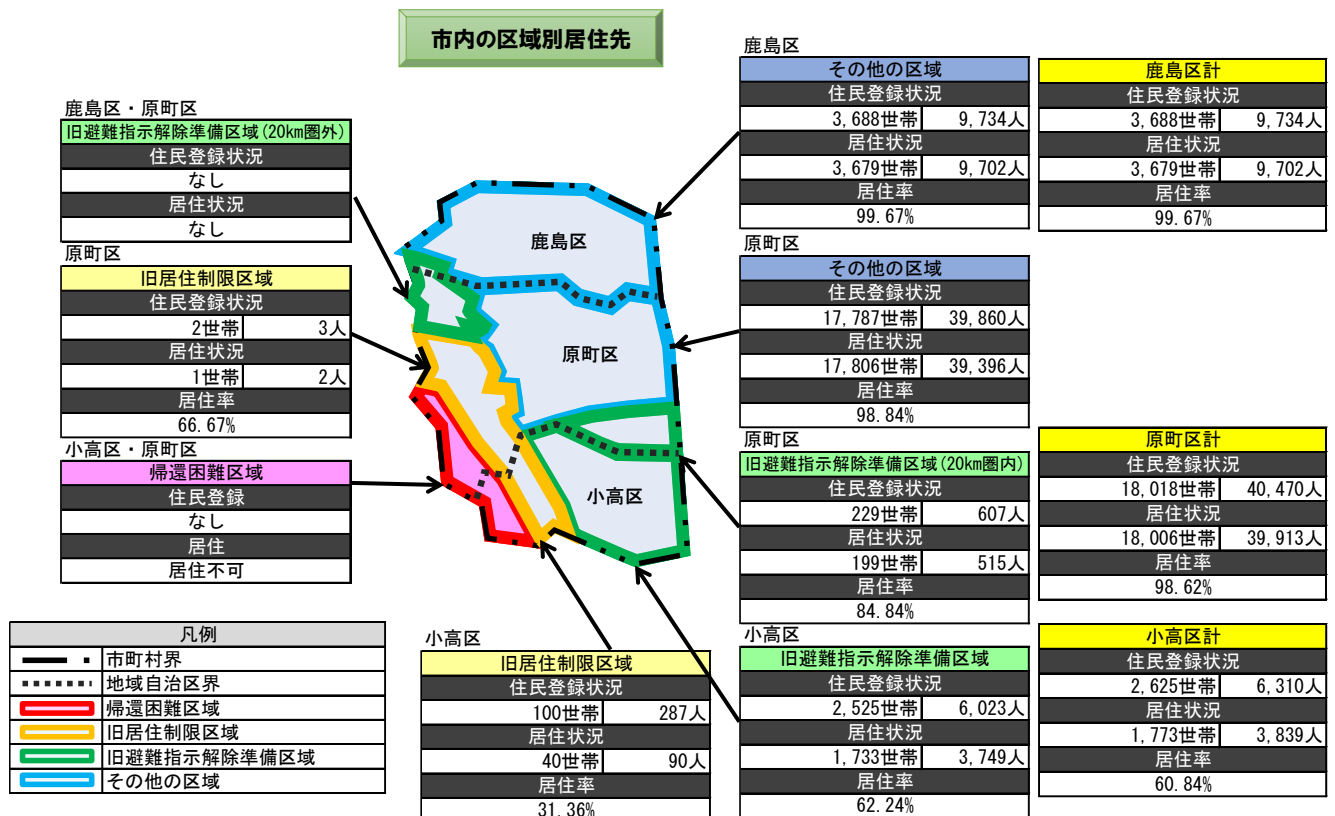 市内の区域別居住先
鹿島区・原町区
旧避難指示解除準備区域(20km圏外)
住民登録状況
なし
居住状況
なし
原町区
旧居住制限区域
住民登録状況
2世帯 3人
居住状況
1世帯 2人
居住率
66.67%
小高区・原町区
帰還困難区域
住民登録
なし
居住
居住不可
鹿島区
原町区
小高区
鹿島区
その他の区域
住民登録状況
3,688世帯 9,734人
居住状況
3,679世帯 9,702人
居住率
99.67%
鹿島区計
住民登録状況
3,688世帯 9,734人
居住状況
3,679世帯 9,702人
居住率
99.67%
原町区
その他の区域
住民登録状況
17,787世帯 39,860人
居住状況
17,806世帯 39,396人
居住率
98.84%
原町区
旧避難指示解除準備区域(20km圏内)
住民登録状況
229世帯 607人
居住状況
199世帯 515人
居住率
84.84%
原町区計
住民登録状況
18,018世帯 40,470人
居住状況
18,006世帯 39,913人
居住率
98.62%
凡例
市町村界
地域自治区界
帰還困難区域
旧居住制限区域
旧避難指示解除準備区域
その他の区域
小高区
旧居住制限区域
住民登録状況
100世帯 287人
居住状況
40世帯 90人
居住率
31.36%
小高区
旧避難指示解除準備区域
住民登録状況
2,525世帯 6,023人
居住状況
1,733世帯 3,749人
居住率
62.24%
小高区計
住民登録状況
2,625世帯 6,310人
居住状況
1,773世帯 3,839人
居住率
60.84%